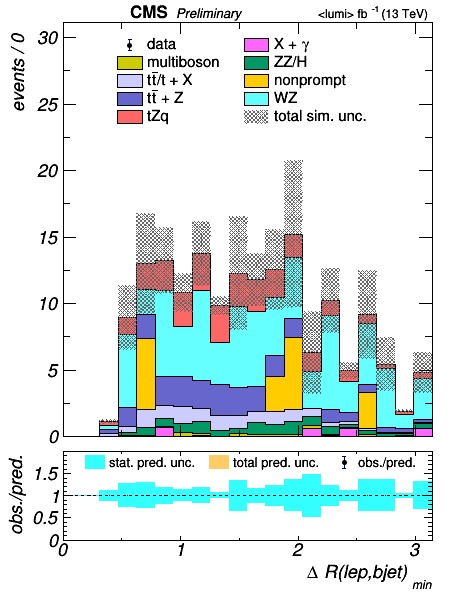 CMS Preliminary <lumi> fb -1 (13 TeV)
events / 0
30
25
20
15
10
5
0
data
multiboson
tt̄/t + X
tt̄ + Z
tZq
X + γ
ZZ/H
nonprompt
WZ
total sim. unc.
obs./pred.
1.5
1
0.5
0
stat. pred. unc. total pred. unc. obs./pred.
0 1 2 3
Δ R(lep,bjet) min